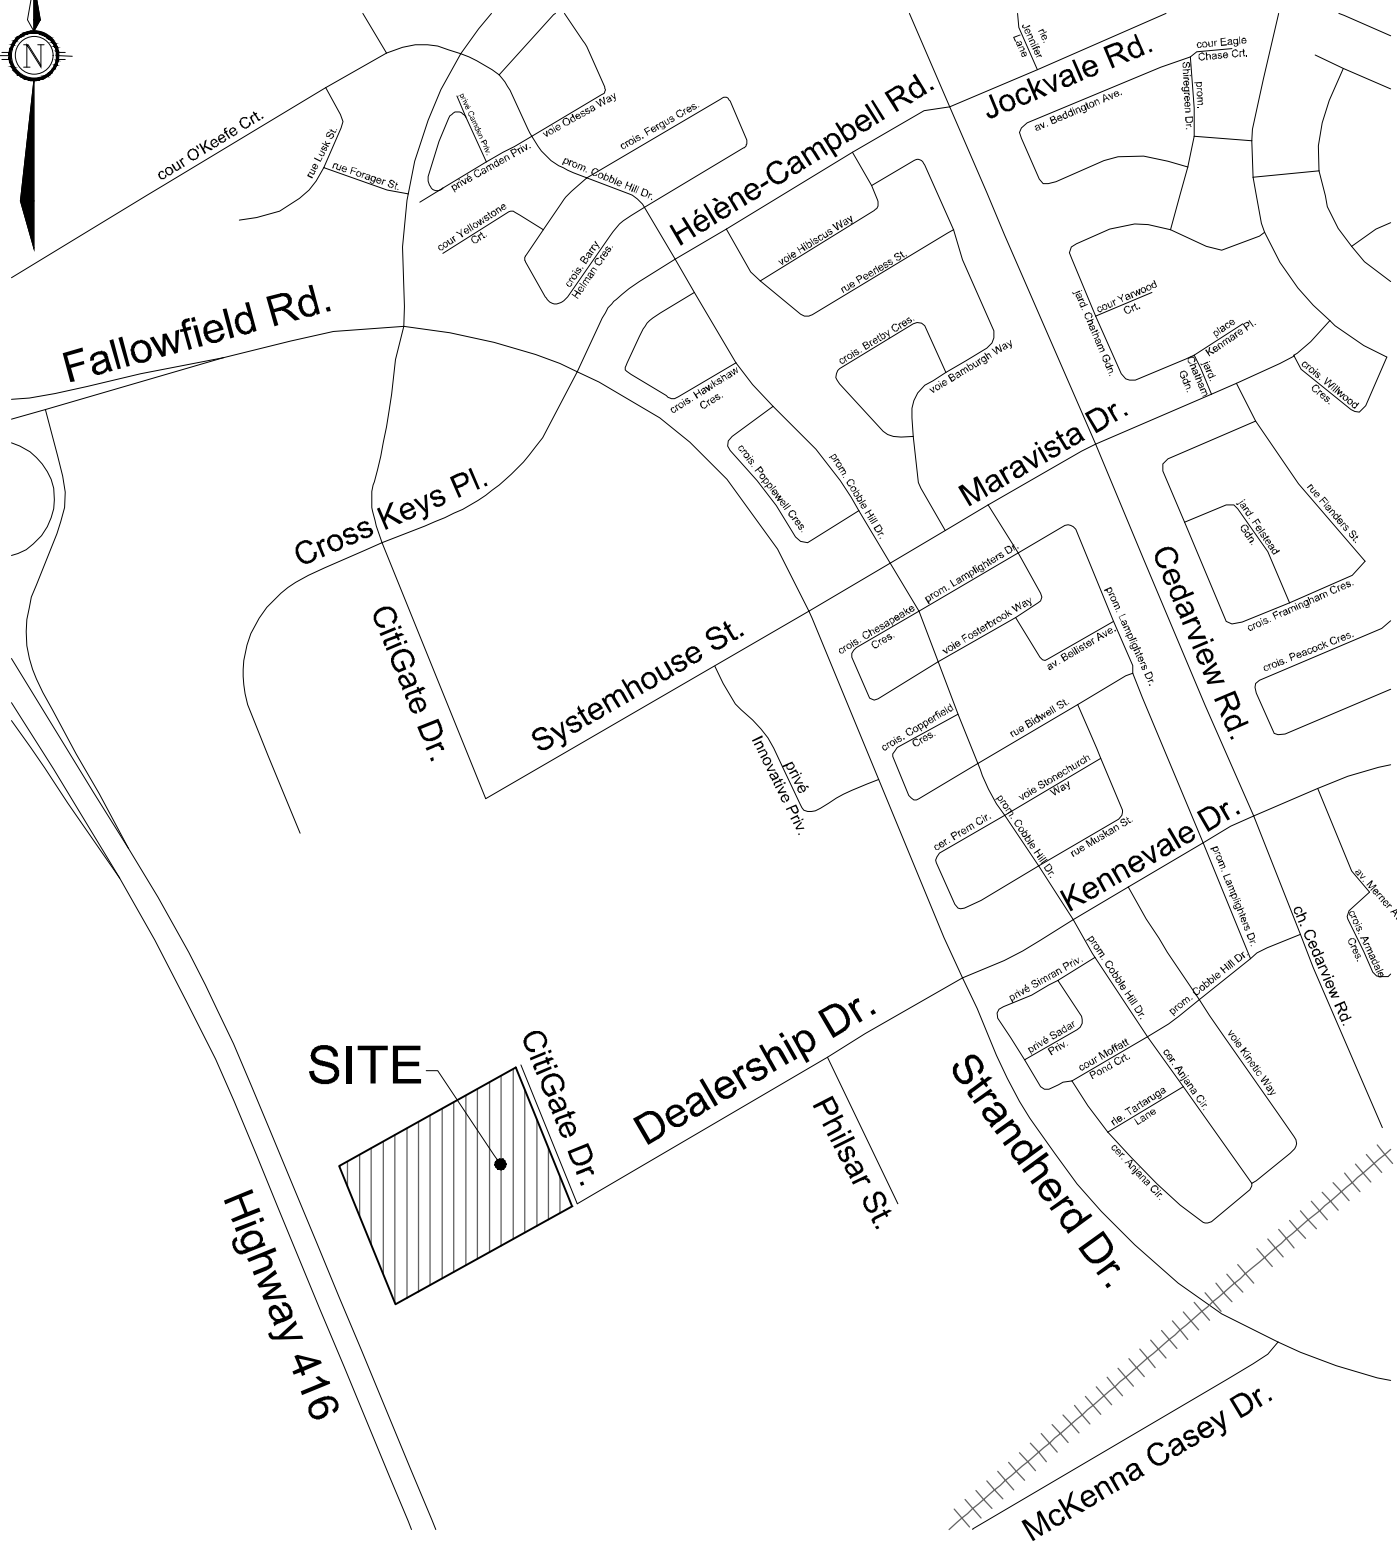 N
cour O'Keefe Crt.
rue Lusk St.
rue Forager St.
privé Camden Priv.
privé Camden Priv.
voie Odessa Way
crois. Fergus Cres.
prom. Cobble Hill Dr.
cour Yellowstone
Crt.
crois. Barry
Helman Cres.
Hélène-Campbell Rd.
rle.
Jennifer
Lane
Jockvale Rd.
cour Eagle
Chase Crt.
prom.
Shiregreen Dr.
av. Beddington Ave.
voie Hibiscus Way
rue Peerless St.
crois. Bretby Cres.
voie Bamburgh Way
jard. Chatham Gdn.
cour Yarwood
Crt.
place
Kenmare Pl.
jard.
Chatham
Gdn.
crois. Willwood
Cres.
Fallowfield Rd.
crois. Hawkshaw
Cres.
crois. Popplewell Cres.
prom. Cobble Hill Dr.
Maravista Dr.
Cross Keys Pl.
rue Flanders St.
jard. Felstead
Gdn.
crois. Framingham Cres.
crois. Peacock Cres.
Cedarview Rd.
CitiGate Dr.
Systemhouse St.
crois. Chesapeake
Cres.
prom. Lamplighters Dr.
voie Fosterbrook Way
av. Bellister Ave.
prom. Lamplighters Dr.
crois. Copperfield
Cres.
rue Bidwell St.
privé
Innovative Priv.
voie Stonechurch
Way
cer. Prem Cir.
prom. Cobble Hill Dr.
rue Muskan St.
Kennevale Dr.
prom. Lamplighters Dr.
av. Merner A
crois. Armadale
Cres.
ch. Cedarview Rd.
prom. Cobble Hill Dr.
prom. Cobble Hill Dr.
privé Simran Priv.
privé Sadar
Priv.
cour Moffatt
Pond Crt.
cer. Anjana Cir.
voie Kinetic Way
rle. Tartaruga
Lane
cer. Anjana Cir.
SITE
CitiGate Dr.
Dealership Dr.
Philsar St.
Strandherd Dr.
Highway 416
McKenna Casey Dr.